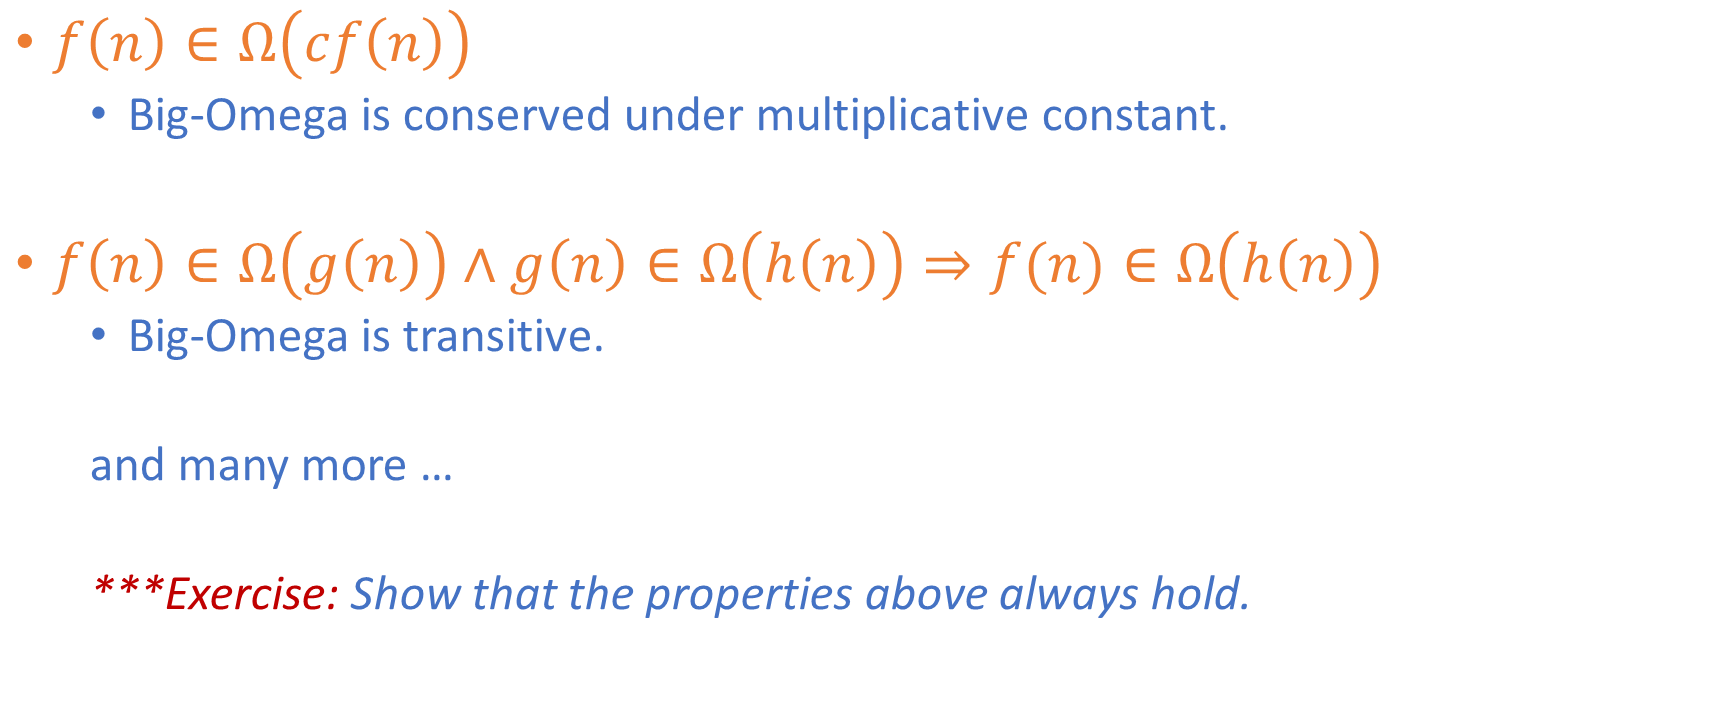 • f(n) ∈ Ω(cf(n))
• Big-Omega is conserved under multiplicative constant.
• f(n) ∈ Ω(g(n)) ∧ g(n) ∈ Ω(h(n)) ⇒ f(n) ∈ Ω(h(n))
• Big-Omega is transitive.
and many more …
***Exercise: Show that the properties above always hold.